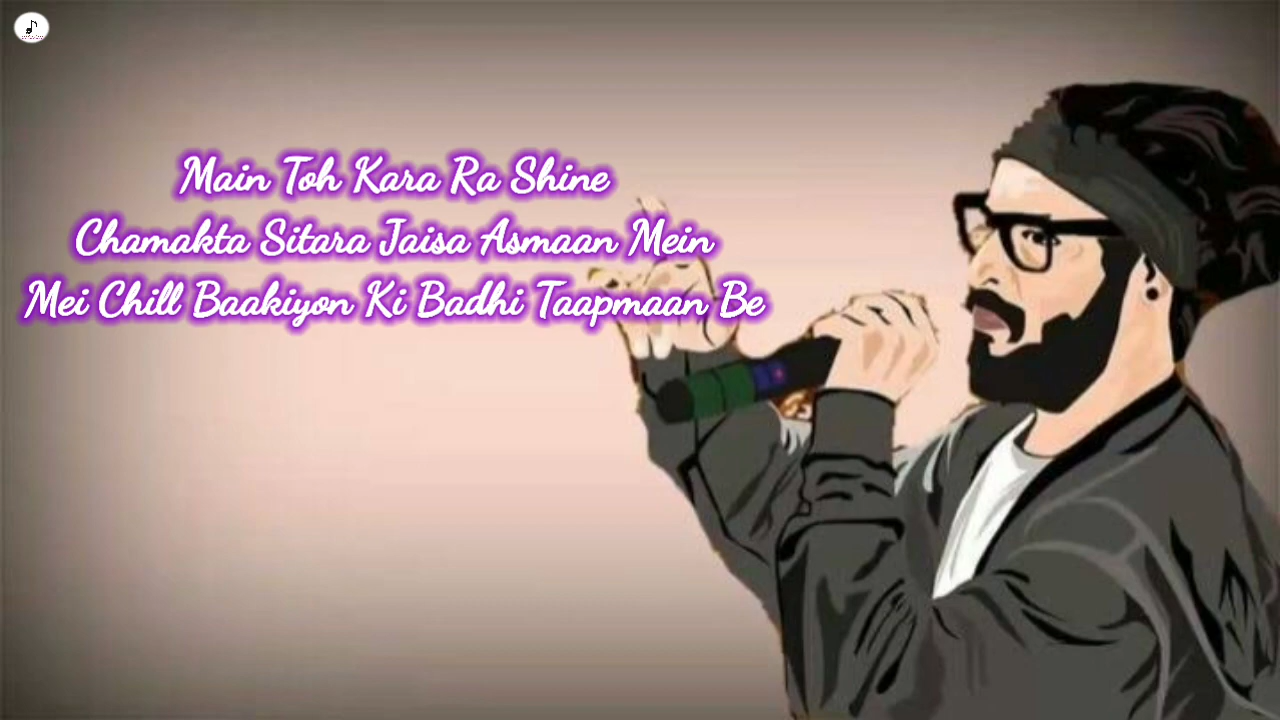 Main Toh Kara Ra Shine
Chamakta Sitara Jaisa Asmaan Mein
Mei Chill Baakiyon Ki Badhi Taapmaan Be